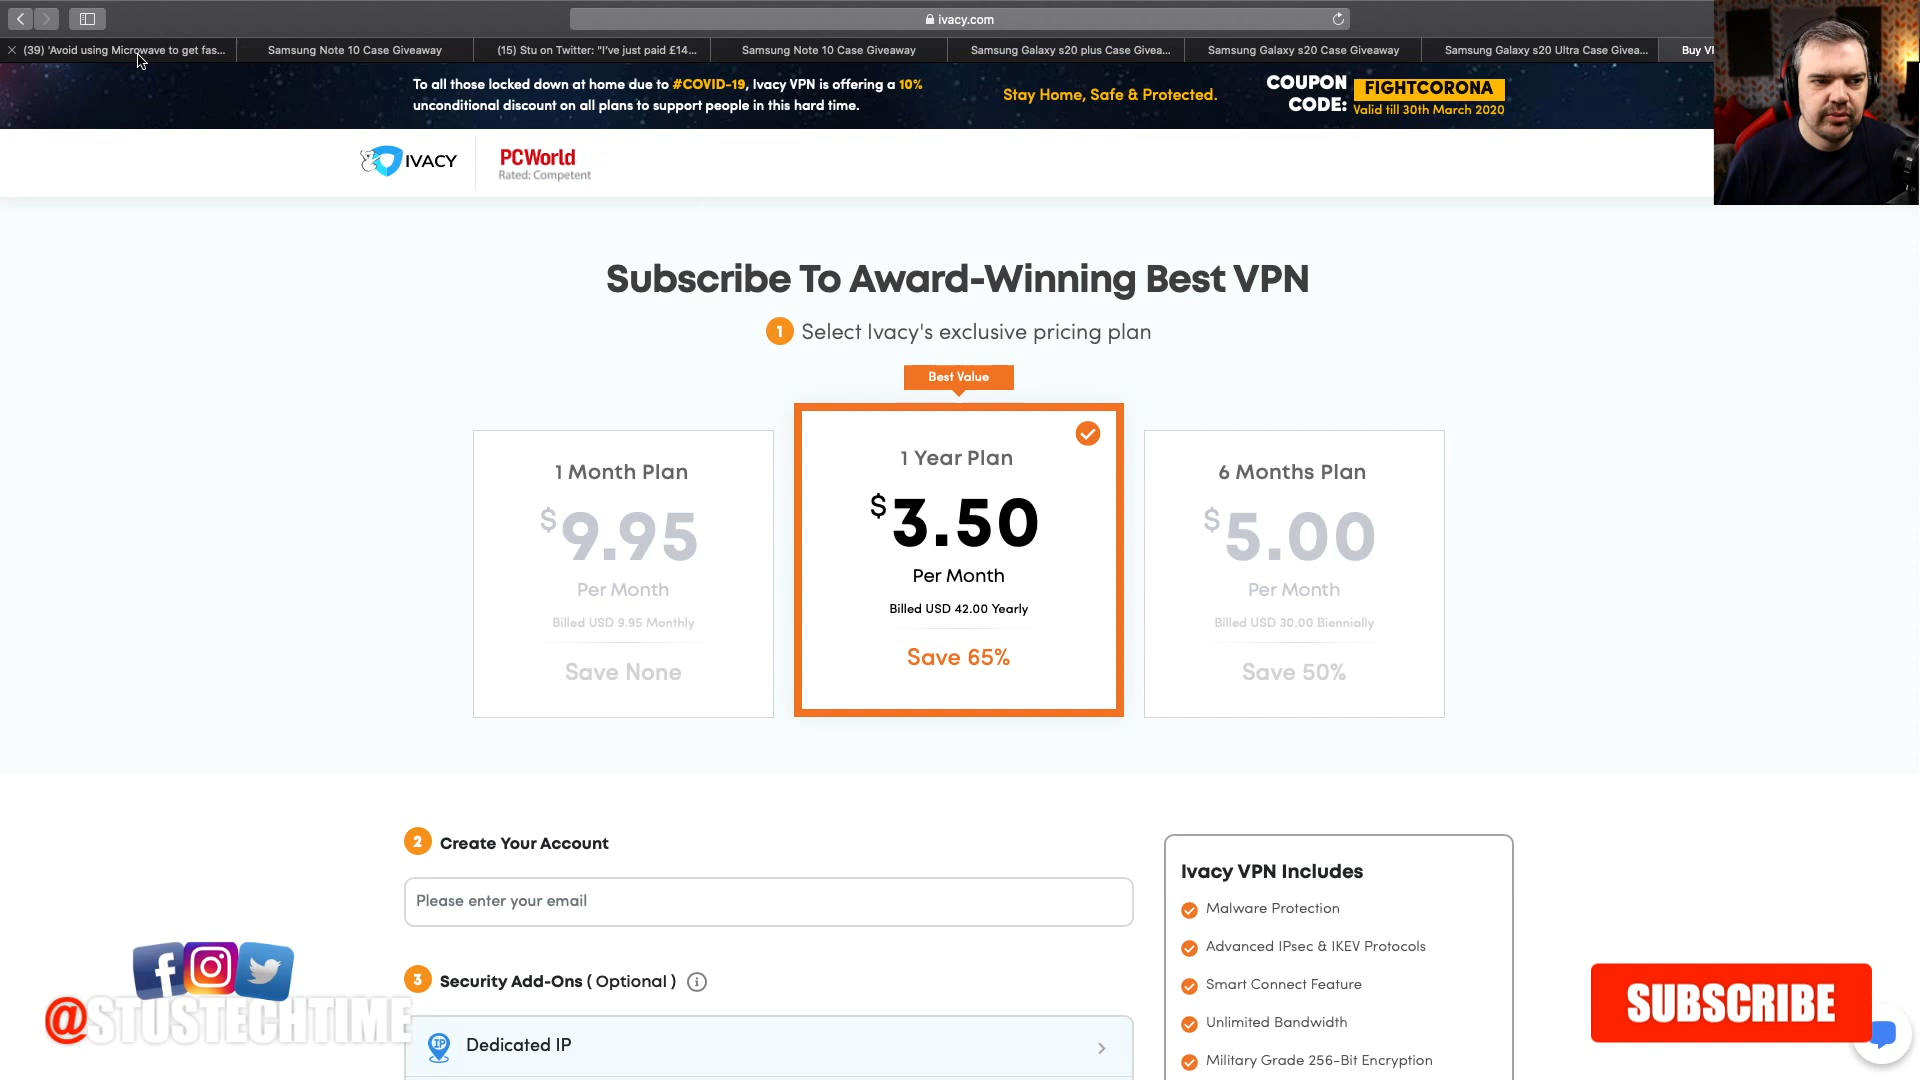 ivacy.com
(39) 'Avoid using Microwave to get fas...
Samsung Note 10 Case Giveaway
(15) Stu on Twitter: "I've just paid £14...
Samsung Note 10 Case Giveaway
Samsung Galaxy s20 plus Case Givea...
Samsung Galaxy s20 Case Giveaway
Samsung Galaxy s20 Ultra Case Givea...
Buy
To all those locked down at home due to #COVID-19, Ivacy VPN is offering a 10%
unconditional discount on all plans to support people in this hard time.
Stay Home, Safe & Protected.
COUPON
CODE:
FIGHTCORONA
Valid till 30th March 2020
IVACY
PCWorld
Rated: Competent
Subscribe To Award-Winning Best VPN
1 Select Ivacy's exclusive pricing plan
Best Value
1 Month Plan
$9.95
Per Month
Billed USD 9.95 Monthly
Save None
1 Year Plan
$3.50
Per Month
Billed USD 42.00 Yearly
Save 65%
6 Months Plan
$5.00
Per Month
Billed USD 30.00 Biennially
Save 50%
2 Create Your Account
Please enter your email
3 Security Add-Ons ( Optional )
IP Dedicated IP
Ivacy VPN Includes
Malware Protection
Advanced IPsec & IKEV Protocols
Smart Connect Feature
Unlimited Bandwidth
Military Grade 256-Bit Encryption
@STUSTECHTIME
SUBSCRIBE